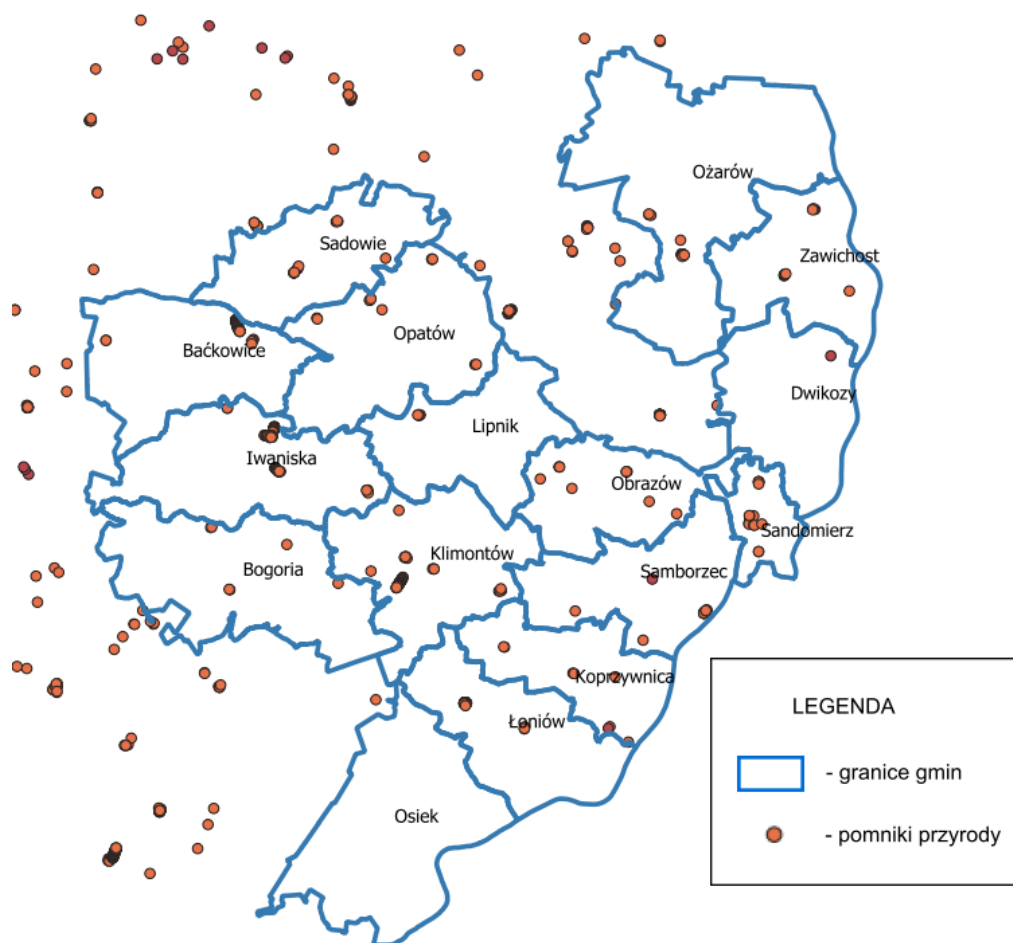 Ożarów
Sadowie
Zawichost
Opatów
Baćkowice
Dwikozy
Lipnik
Iwaniska
Obrazów
Sandomierz
Klimontów
Bogoria
Samborzec
Koprzywnica
Łoniów
Osiek
LEGENDA
- granice gmin
- pomniki przyrody